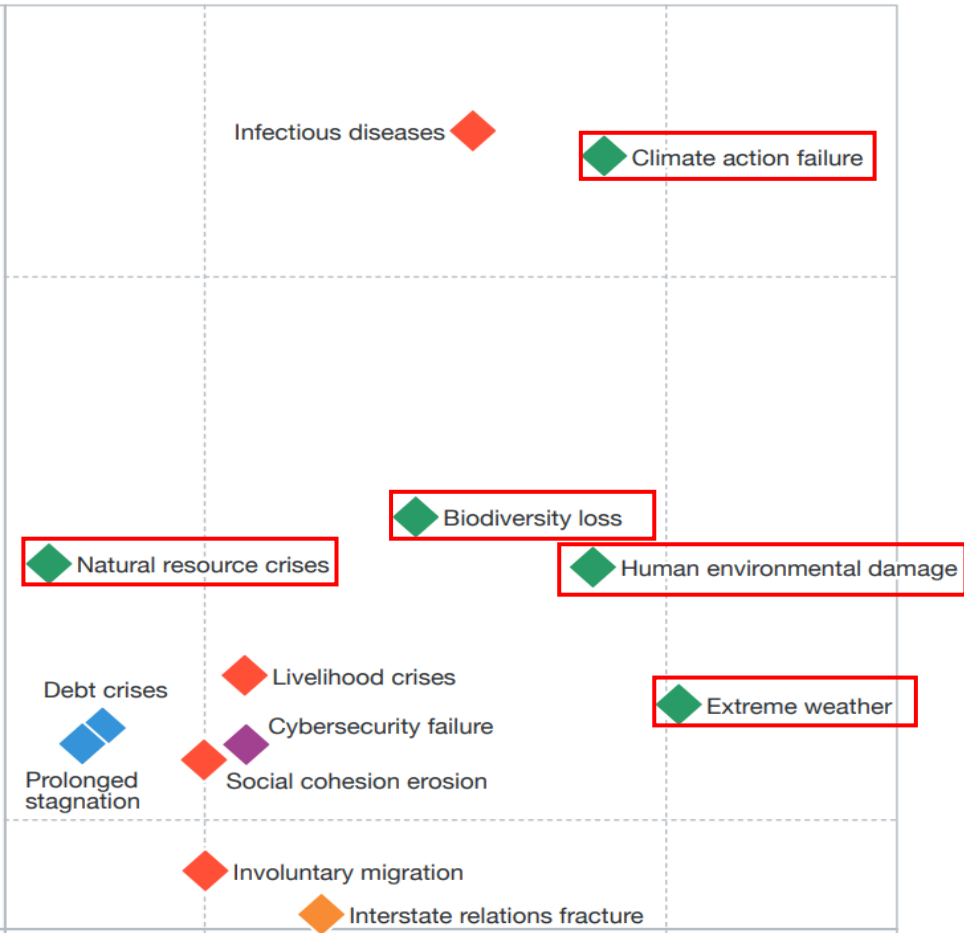 Infectious diseases
Climate action failure
Biodiversity loss
Natural resource crises
Human environmental damage
Livelihood crises
Debt crises
Extreme weather
Cybersecurity failure
Prolonged
stagnation
Social cohesion erosion
Involuntary migration
Interstate relations fracture